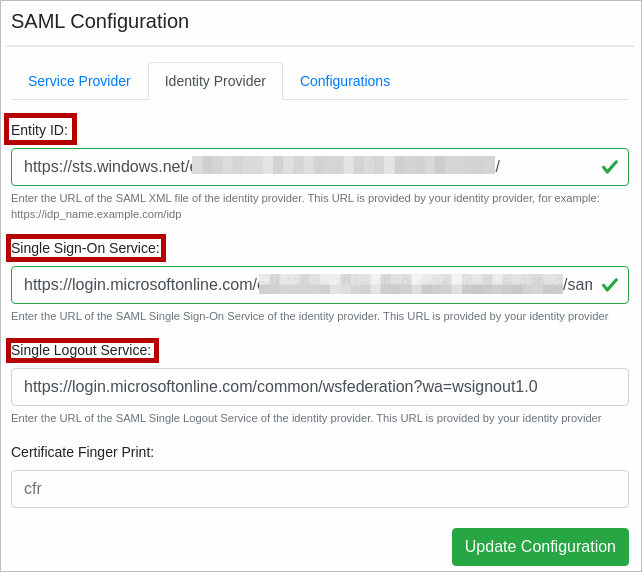 SAML Configuration
Service Provider Identity Provider Configurations
Entity ID:
https://sts.windows.net/ /
Enter the URL of the SAML XML file of the identity provider. This URL is provided by your identity provider, for example:
https://idp_name.example.com/idp
Single Sign-On Service:
https://login.microsoftonline.com/ /san
Enter the URL of the SAML Single Sign-On Service of the identity provider. This URL is provided by your identity provider
Single Logout Service:
https://login.microsoftonline.com/common/wsfederation?wa=wsignout1.0
Enter the URL of the SAML Single Logout Service of the identity provider. This URL is provided by your identity provider
Certificate Finger Print:
cfr
Update Configuration